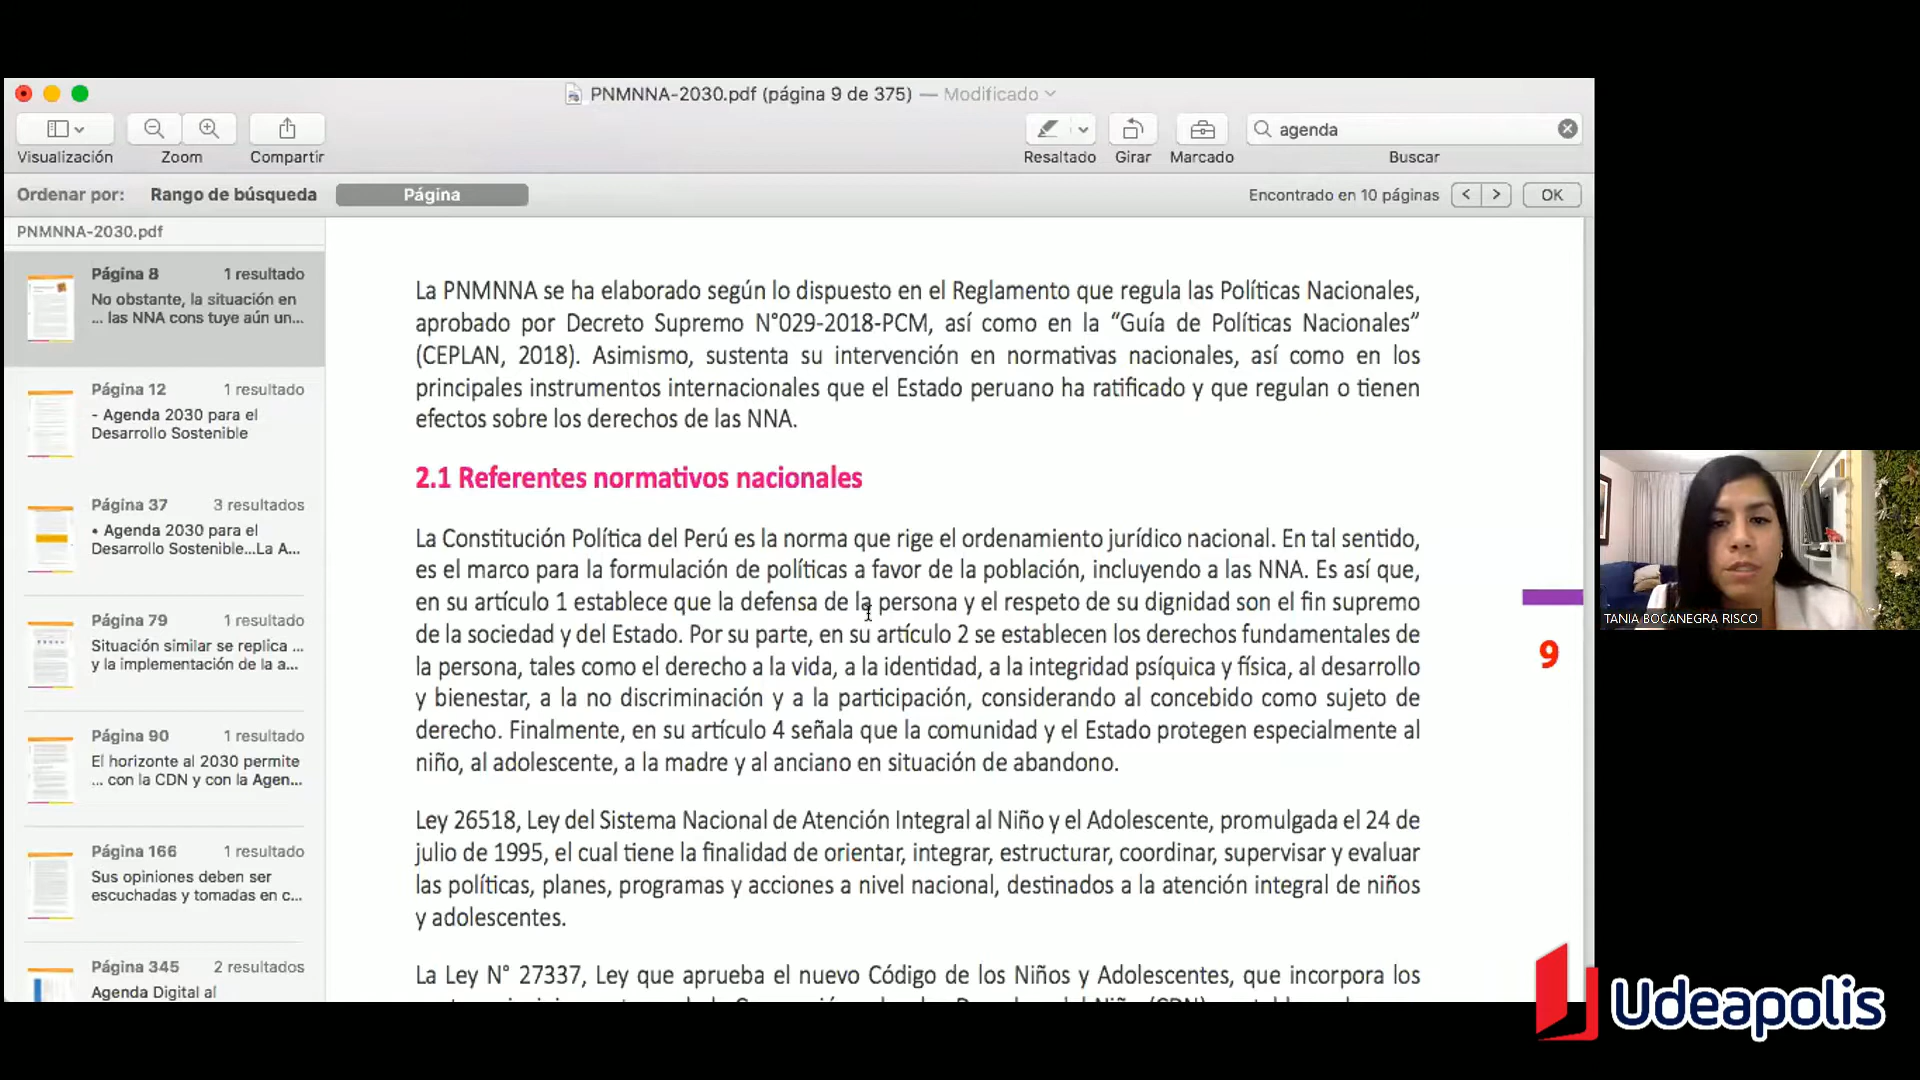 PNMNNA-2030.pdf (página 9 de 375) — Modificado
Visualización
Zoom
Compartir
Resaltado
Girar
Marcado
agenda
Buscar
Ordenar por:
Rango de búsqueda
Página
Encontrado en 10 páginas
OK
PNMNNA-2030.pdf
Página 8 1 resultado
No obstante, la situación en
... las NNA cons tuye aún un...
Página 12 1 resultado
- Agenda 2030 para el
Desarrollo Sostenible
Página 37 3 resultados
• Agenda 2030 para el
Desarrollo Sostenible...La A...
Página 79 1 resultado
Situación similar se replica ...
y la implementación de la a...
Página 90 1 resultado
El horizonte al 2030 permite
... con la CDN y con la Agen...
Página 166 1 resultado
Sus opiniones deben ser
escuchadas y tomadas en c...
Página 345 2 resultados
Agenda Digital al
La PNMNNA se ha elaborado según lo dispuesto en el Reglamento que regula las Políticas Nacionales,
aprobado por Decreto Supremo N°029-2018-PCM, así como en la “Guía de Políticas Nacionales”
(CEPLAN, 2018). Asimismo, sustenta su intervención en normativas nacionales, así como en los
principales instrumentos internacionales que el Estado peruano ha ratificado y que regulan o tienen
efectos sobre los derechos de las NNA.
2.1 Referentes normativos nacionales
La Constitución Política del Perú es la norma que rige el ordenamiento jurídico nacional. En tal sentido,
es el marco para la formulación de políticas a favor de la población, incluyendo a las NNA. Es así que,
en su artículo 1 establece que la defensa de la persona y el respeto de su dignidad son el fin supremo
de la sociedad y del Estado. Por su parte, en su artículo 2 se establecen los derechos fundamentales de
la persona, tales como el derecho a la vida, a la identidad, a la integridad psíquica y física, al desarrollo
y bienestar, a la no discriminación y a la participación, considerando al concebido como sujeto de
derecho. Finalmente, en su artículo 4 señala que la comunidad y el Estado protegen especialmente al
niño, al adolescente, a la madre y al anciano en situación de abandono.
Ley 26518, Ley del Sistema Nacional de Atención Integral al Niño y el Adolescente, promulgada el 24 de
julio de 1995, el cual tiene la finalidad de orientar, integrar, estructurar, coordinar, supervisar y evaluar
las políticas, planes, programas y acciones a nivel nacional, destinados a la atención integral de niños
y adolescentes.
La Ley N° 27337, Ley que aprueba el nuevo Código de los Niños y Adolescentes, que incorpora los
9
TANIA BOCANEGRA RISCO
Udeapolis